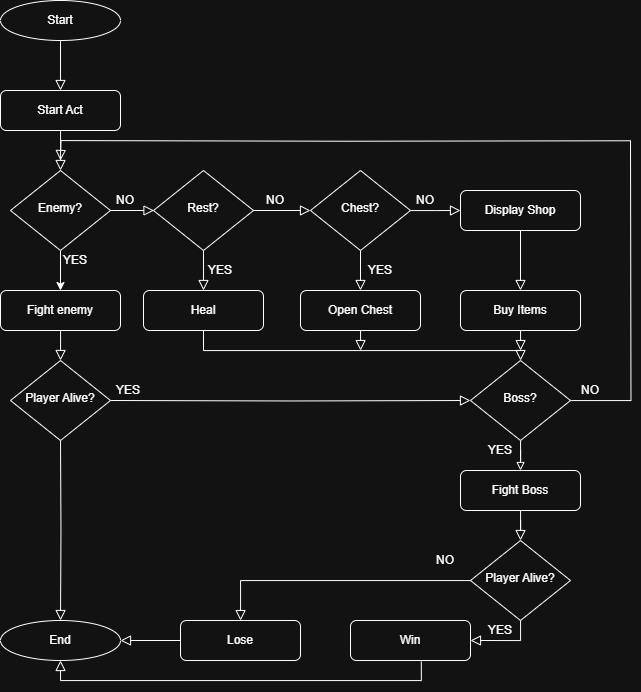 Start
Start Act
Enemy?
NO
Rest?
NO
Chest?
NO
Display Shop
YES
YES
YES
Fight enemy
Heal
Open Chest
Buy Items
Player Alive?
YES
Boss?
NO
YES
Fight Boss
NO
Player Alive?
YES
End
Lose
Win